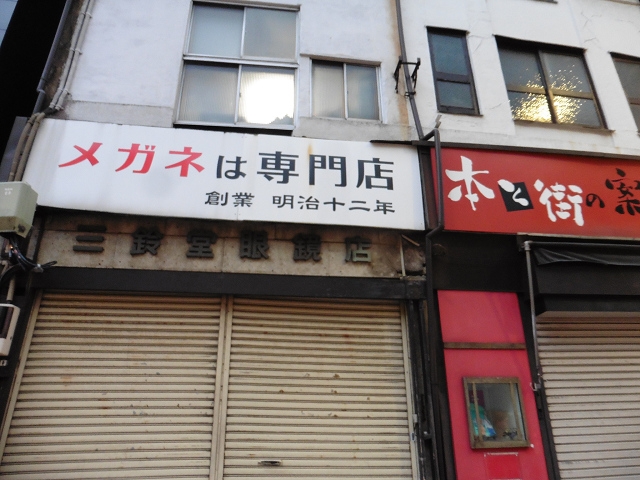 メガネは専門店
創業 明治十二年
三鈴堂眼鏡店
本と街の案